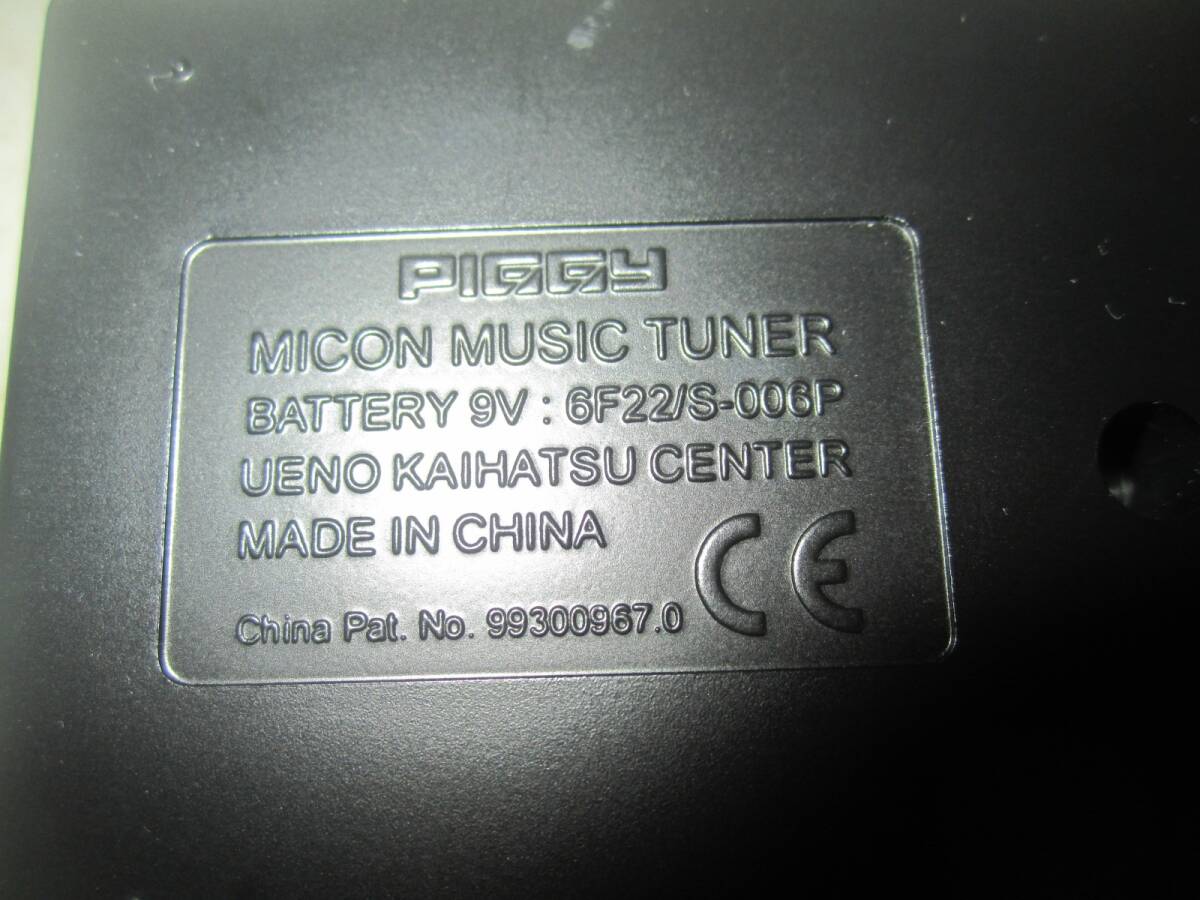 PIGGY
MICON MUSIC TUNER
BATTERY 9V : 6F22/S-006P
UENO KAIHATSU CENTER
MADE IN CHINA
CE
China Pat. No. 99300967.0